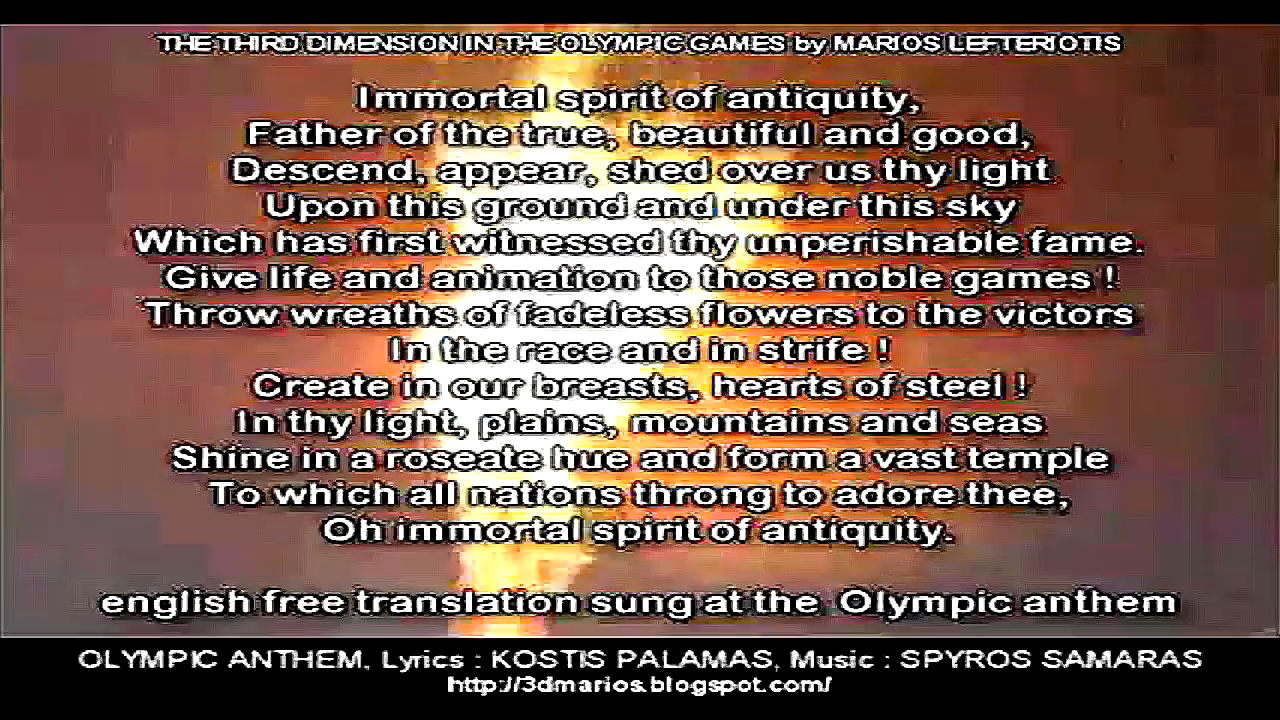 THE THIRD DIMENSION IN THE OLYMPIC GAMES by MARIOS LEFTERIOTIS
Immortal spirit of antiquity,
Father of the true, beautiful and good,
Descend, appear, shed over us thy light
Upon this ground and under this sky
Which has first witnessed thy unperishable fame.
Give life and animation to those noble games !
Throw wreaths of fadeless flowers to the victors
In the race and in strife !
Create in our breasts, hearts of steel !
In thy light, plains, mountains and seas
Shine in a roseate hue and form a vast temple
To which all nations throng to adore thee,
Oh immortal spirit of antiquity.
english free translation sung at the Olympic anthem
OLYMPIC ANTHEM, Lyrics : KOSTIS PALAMAS, Music : SPYROS SAMARAS
http://3dmarios.blogspot.com/